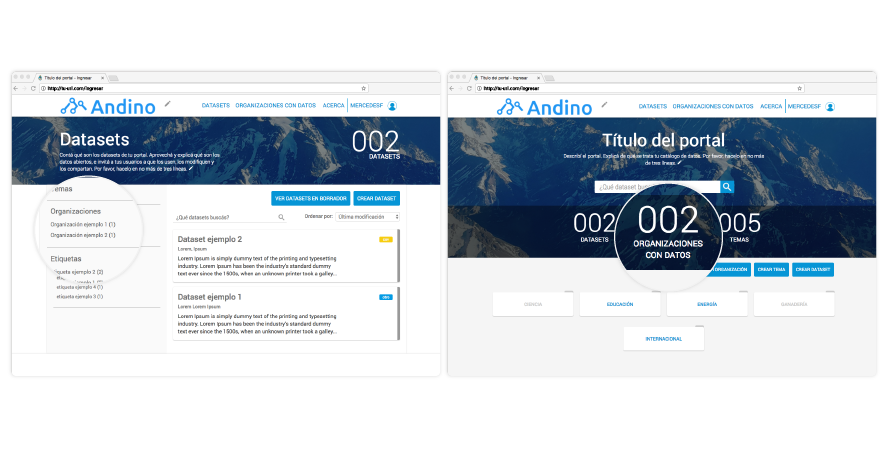 Título del portal - Ingresar
http://tu-url.com/ingresar
Andino
DATASETS ORGANIZACIONES CON DATOS ACERCA MERCEDESF
Datasets
Contá qué son los datasets de tu portal. Aprovechá y explicá qué son los
datos abiertos, e invitá a tus usuarios a que los usen, los modifiquen y
los compartan. Por favor, hacelo en no más de tres líneas.
002
DATASETS
Temas
Organizaciones
Organización ejemplo 1 (1)
Organización ejemplo 3 (1)
Etiquetas
etiqueta ejemplo 2 (2)
etiqueta ejemplo 4 (1)
etiqueta ejemplo 3 (1)
VER DATASETS EN BORRADOR CREAR DATASET
¿Qué datasets buscás? Ordenar por: Última modificación
Dataset ejemplo 2
Lorem, Ipsum
Lorem Ipsum is simply dummy text of the printing and typesetting
industry. Lorem Ipsum has been the industry's standard dummy
text ever since the 1500s, when an unknown printer took a galley...
Dataset ejemplo 1
Lorem Lorem Ipsum
Lorem Ipsum is simply dummy text of the printing and typesetting
industry. Lorem Ipsum has been the industry's standard dummy
text ever since the 1500s, when an unknown printer took a galley...
Título del portal - Ingresar
http://tu-url.com/ingresar
Andino
DATASETS ORGANIZACIONES CON DATOS ACERCA MERCEDESF
Título del portal
Describí el portal. Explicá de qué se trata tu catálogo de datos. Por favor, hacelo en no más
de tres líneas.
¿Qué dataset
002
DATASETS
002
ORGANIZACIONES
CON DATOS
005
TEMAS
ORGANIZACIÓN CREAR TEMA CREAR DATASET
CIENCIA EDUCACIÓN ENERGÍA GANADERÍA
INTERNACIONAL